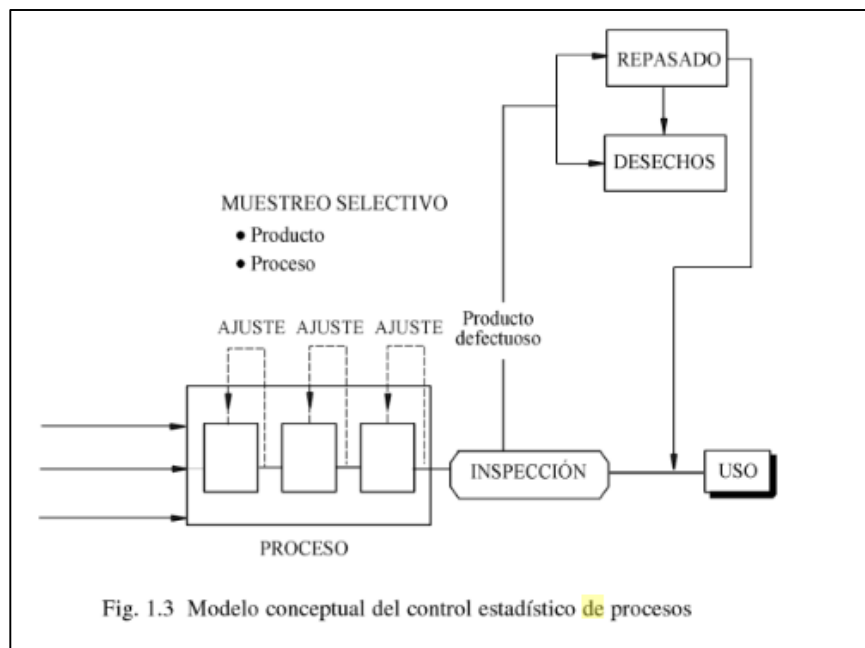 REPASADO
DESECHOS
MUESTREO SELECTIVO
• Producto
• Proceso
Producto
defectuoso
AJUSTE AJUSTE AJUSTE
INSPECCIÓN
USO
PROCESO
Fig. 1.3 Modelo conceptual del control estadístico de procesos